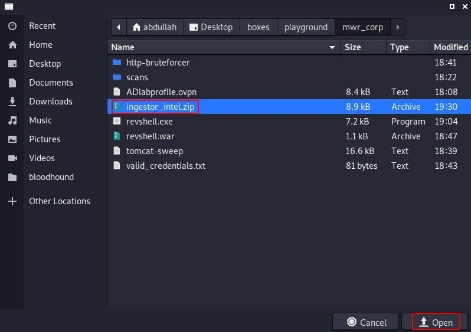 abdullah Desktop boxes playground mwr_corp
Recent
Home
Desktop
Documents
Downloads
Music
Pictures
Videos
bloodhound
Other Locations
Name Size Type Modified
http-bruteforcer 18:41
scans 18:22
ADlabprofile.ovpn 8.4 kB Text 18:08
ingestor_intel.zip 8.9 kB Archive 19:30
revshell.exe 7.2 kB Program 19:04
revshell.war 1.1 kB Archive 18:47
tomcat-sweep 16.6 kB Text 18:39
valid_credentials.txt 81 bytes Text 18:43
Cancel Open